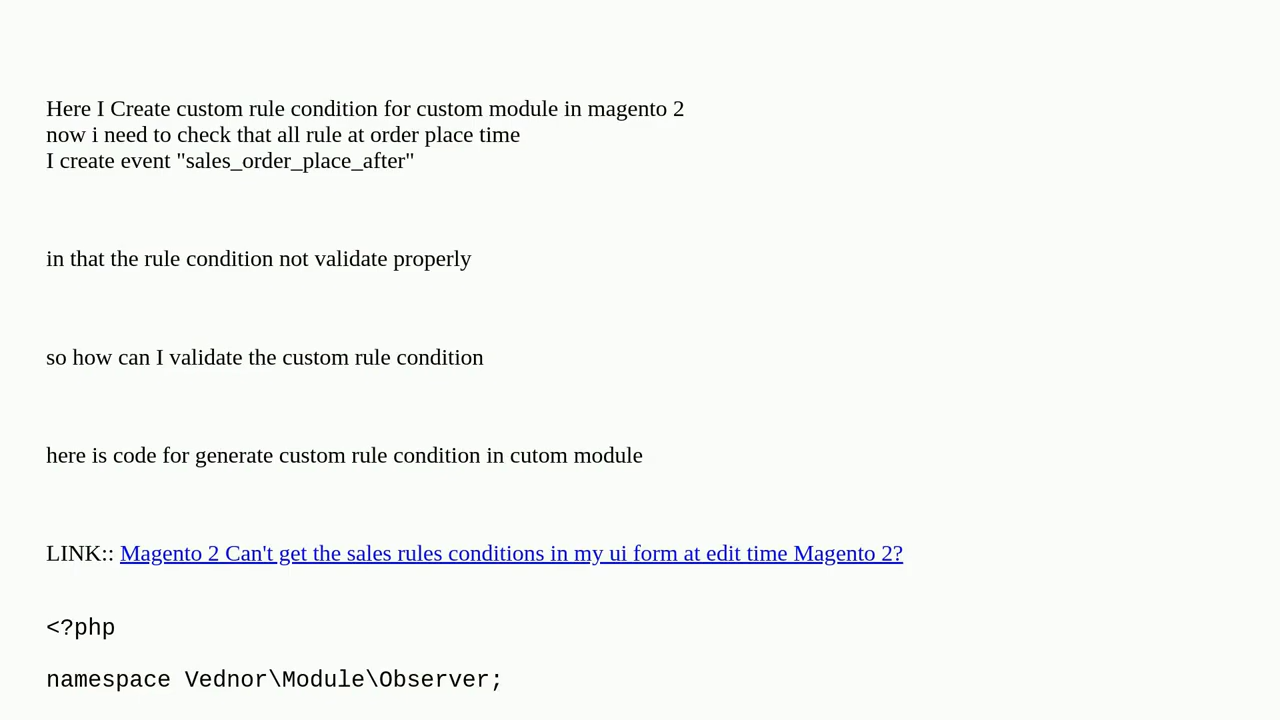 Here I Create custom rule condition for custom module in magento 2
now i need to check that all rule at order place time
I create event "sales_order_place_after"
in that the rule condition not validate properly
so how can I validate the custom rule condition
here is code for generate custom rule condition in cutom module
LINK:: Magento 2 Can't get the sales rules conditions in my ui form at edit time Magento 2?
<?php
namespace Vednor\Module\Observer;